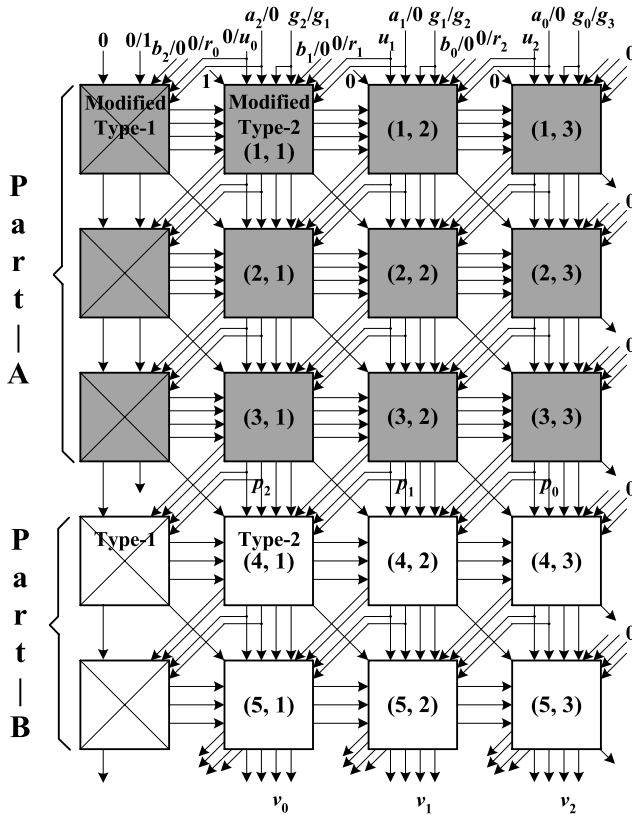 0 0/1 b2/0 0/r0 0/u0 a2/0 g2/g1 b1/0 0/r1 u1 a1/0 g1/g2 b0/0 0/r2 u2 a0/0 g0/g3 0
1 0 0
Modified Type-1
Modified Type-2
(1, 1) (1, 2) (1, 3)
0
(2, 1) (2, 2) (2, 3)
0
(3, 1) (3, 2) (3, 3)
Part—A
p2 p1 p0
0
Type-1 Type-2
(4, 1) (4, 2) (4, 3)
0
(5, 1) (5, 2) (5, 3)
Part—B
v0 v1 v2